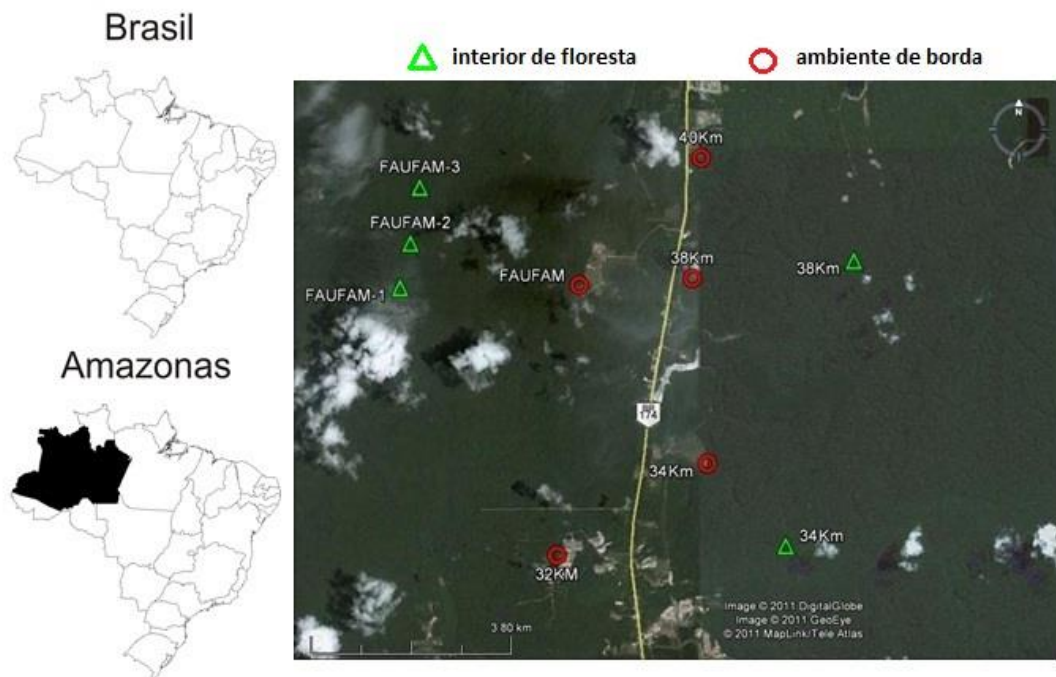 Brasil
Amazonas
interior de floresta
ambiente de borda
N
40Km
FAUFAM-3
FAUFAM-2
38Km
38Km
FAUFAM
FAUFAM-1
BR
174
34Km
34Km
32KM
Image © 2011 DigitalGlobe
Image © 2011 GeoEye
© 2011 MapLink/Tele Atlas
3 80 km